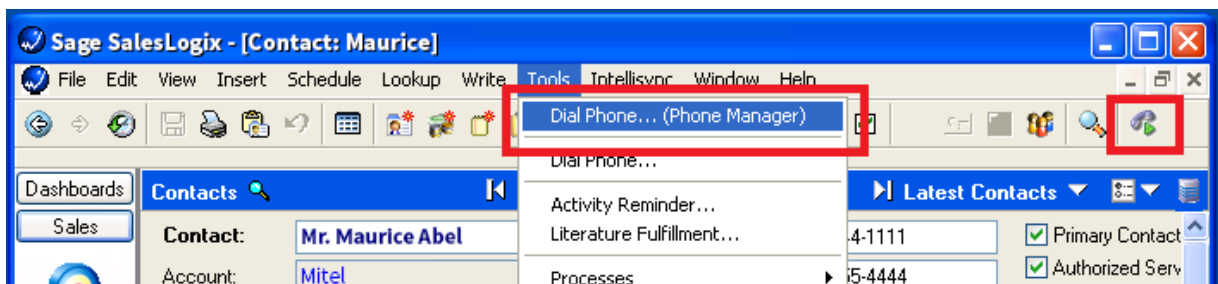 Sage SalesLogix - [Contact: Maurice]
File Edit View Insert Schedule Lookup Write Tools Intellisync Window Help
Dial Phone... (Phone Manager)
Dial Phone...
Dashboards Contacts Latest Contacts
Activity Reminder...
Sales Contact: Mr. Maurice Abel Literature Fulfillment... 4-1111 Primary Contact
Account: Mitel Processes 55-4444 Authorized Serv